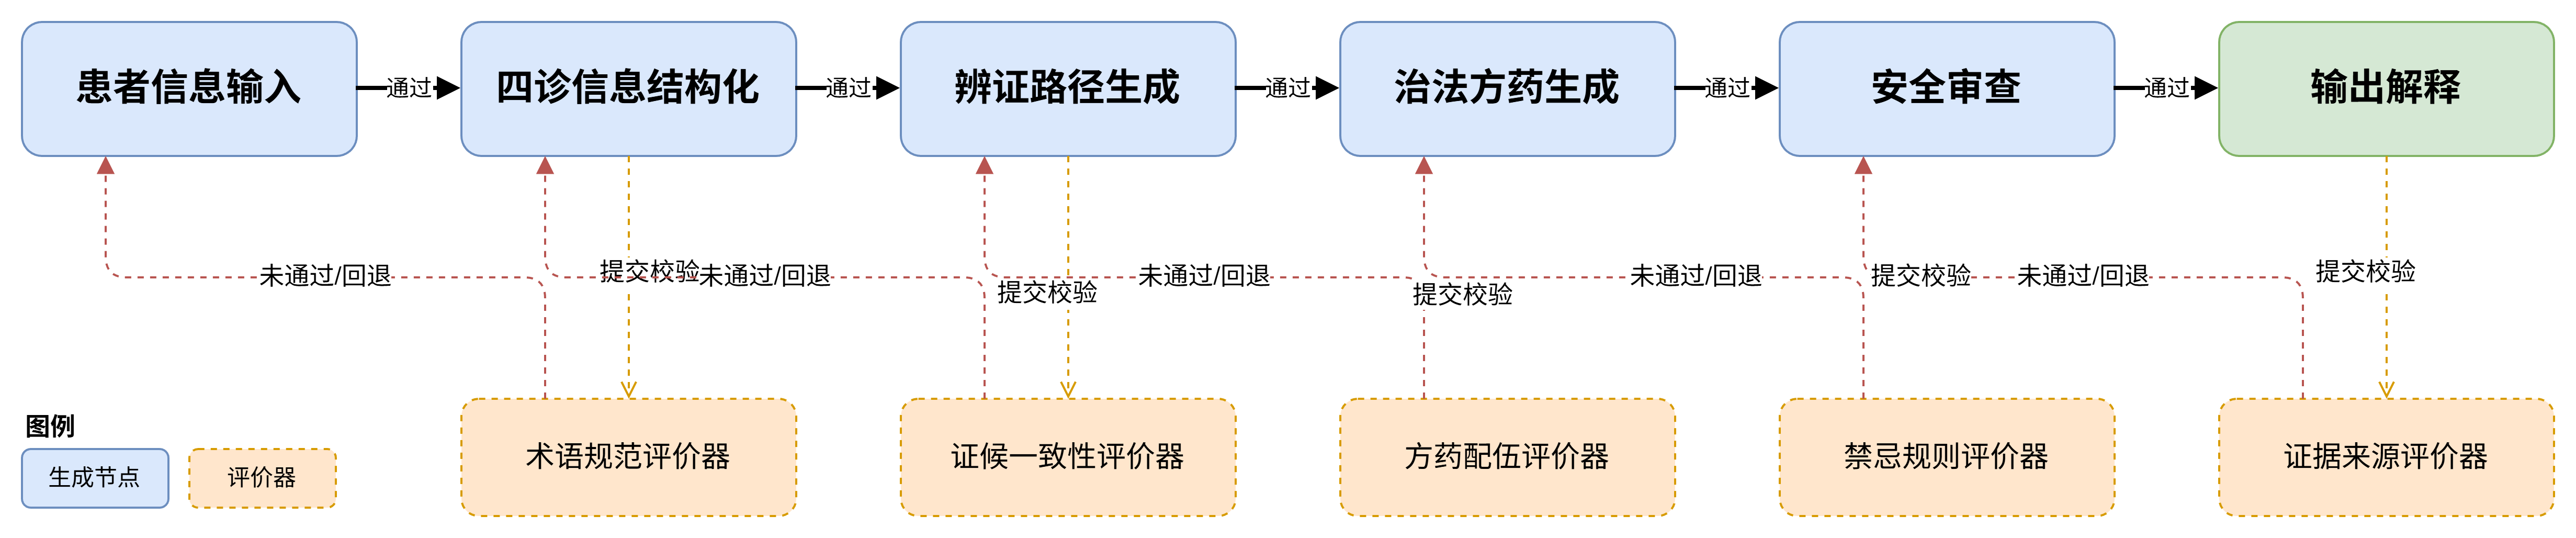 患者信息输入
通过
四诊信息结构化
通过
辨证路径生成
通过
治法方药生成
通过
安全审查
通过
输出解释
未通过/回退
提交校验
未通过/回退
提交校验
未通过/回退
提交校验
未通过/回退
提交校验
未通过/回退
提交校验
图例
生成节点
评价器
术语规范评价器
证候一致性评价器
方药配伍评价器
禁忌规则评价器
证据来源评价器